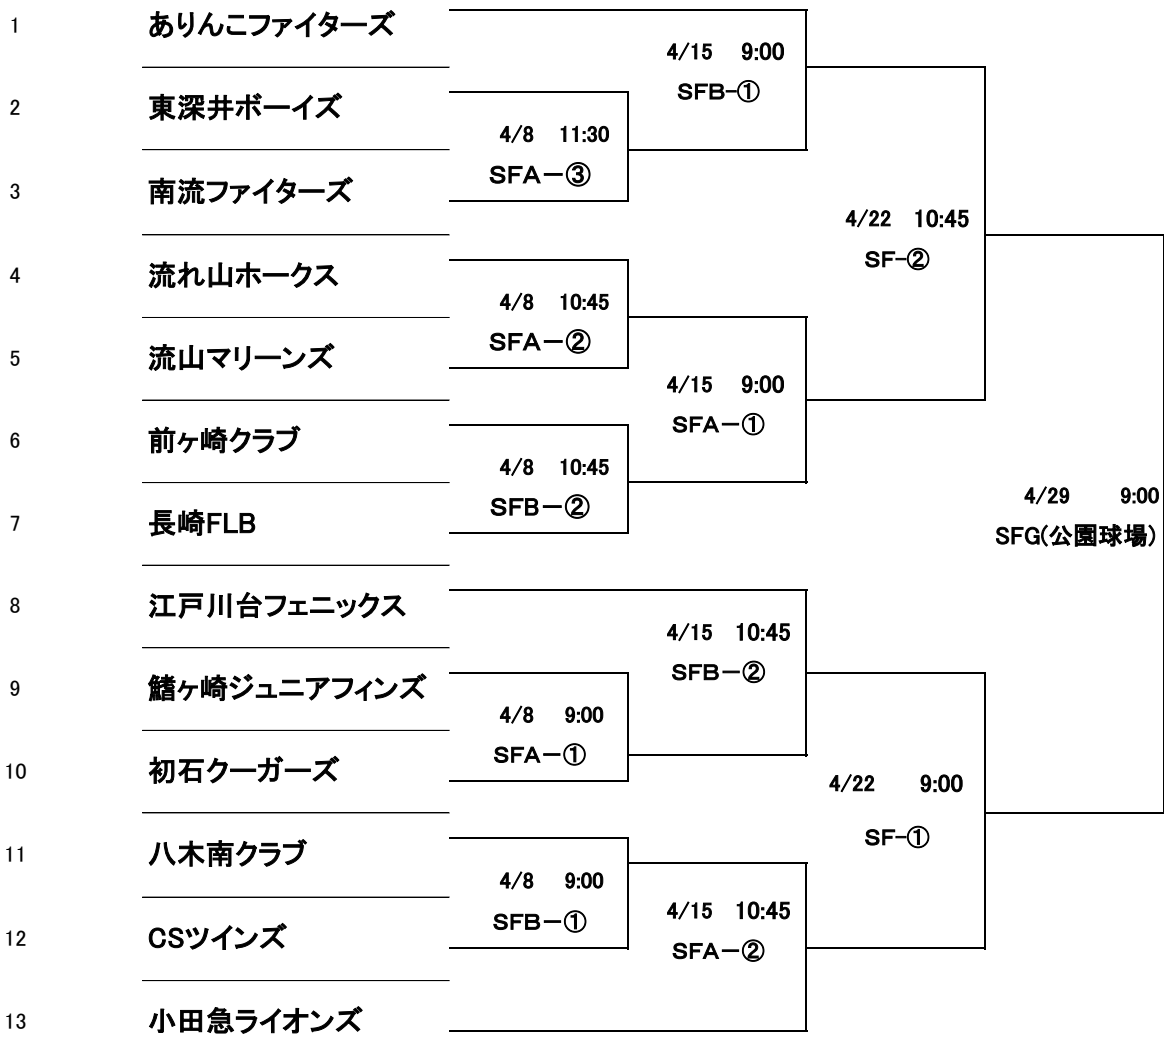 1 ありんこファイターズ
4/15 9:00
SFB-①
2 東深井ボーイズ
4/8 11:30
SFA－③
3 南流ファイターズ
4/22 10:45
SF-②
4 流れ山ホークス
4/8 10:45
SFA－②
5 流山マリーンズ
4/15 9:00
SFA－①
6 前ヶ崎クラブ
4/8 10:45
SFB－②
7 長崎FLB
4/29 9:00
SFG(公園球場)
8 江戸川台フェニックス
4/15 10:45
SFB－②
9 鰭ヶ崎ジュニアフィンズ
4/8 9:00
SFA－①
10 初石クーガーズ
4/22 9:00
SF-①
11 八木南クラブ
4/8 9:00
SFB－①
4/15 10:45
SFA－②
12 CSツインズ
13 小田急ライオンズ